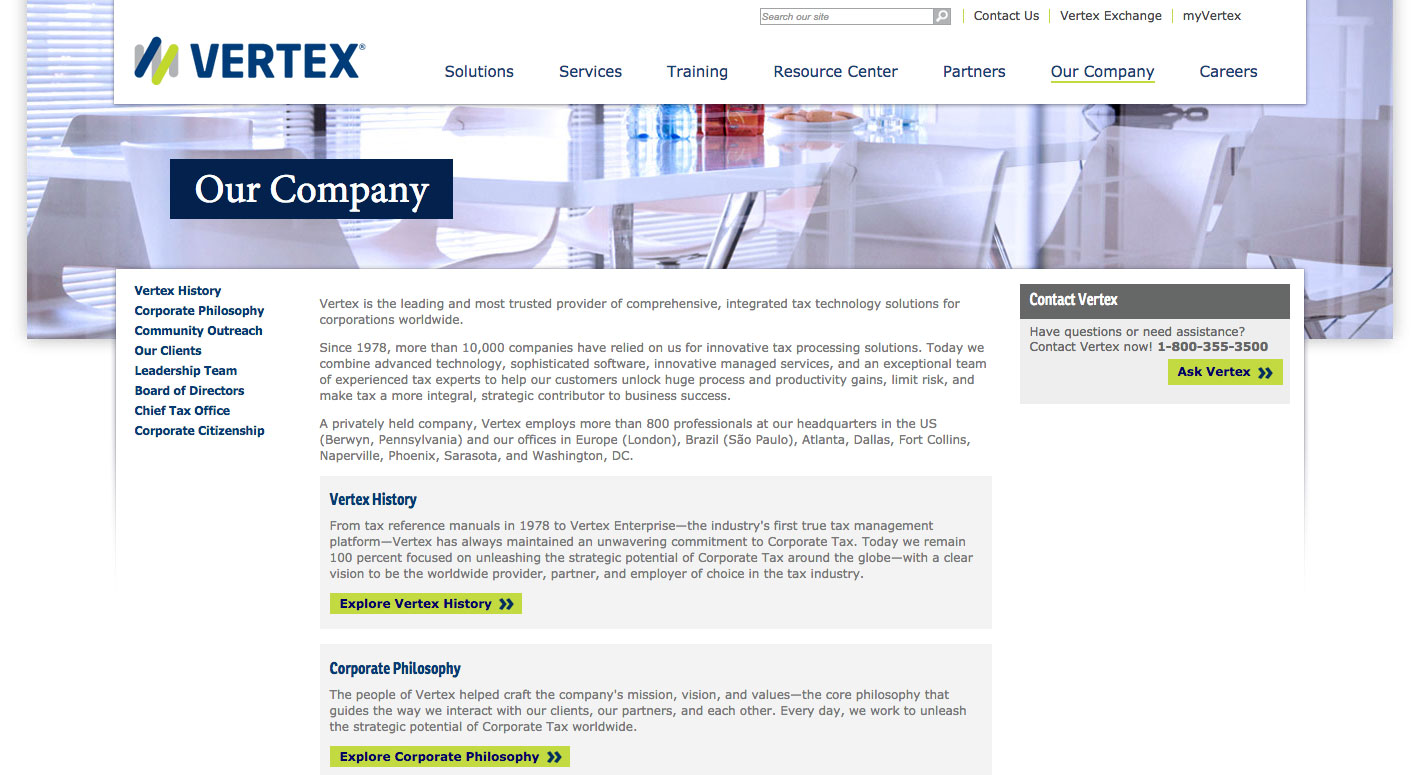 Search our site
Contact Us
Vertex Exchange
myVertex
VERTEX®
Solutions
Services
Training
Resource Center
Partners
Our Company
Careers
Our Company
Vertex History
Corporate Philosophy
Community Outreach
Our Clients
Leadership Team
Board of Directors
Chief Tax Office
Corporate Citizenship
Vertex is the leading and most trusted provider of comprehensive, integrated tax technology solutions for
corporations worldwide.
Since 1978, more than 10,000 companies have relied on us for innovative tax processing solutions. Today we
combine advanced technology, sophisticated software, innovative managed services, and an exceptional team
of experienced tax experts to help our customers unlock huge process and productivity gains, limit risk, and
make tax a more integral, strategic contributor to business success.
A privately held company, Vertex employs more than 800 professionals at our headquarters in the US
(Berwyn, Pennsylvania) and our offices in Europe (London), Brazil (São Paulo), Atlanta, Dallas, Fort Collins,
Naperville, Phoenix, Sarasota, and Washington, DC.
Vertex History
From tax reference manuals in 1978 to Vertex Enterprise—the industry's first true tax management
platform—Vertex has always maintained an unwavering commitment to Corporate Tax. Today we remain
100 percent focused on unleashing the strategic potential of Corporate Tax around the globe—with a clear
vision to be the worldwide provider, partner, and employer of choice in the tax industry.
Explore Vertex History
Corporate Philosophy
The people of Vertex helped craft the company's mission, vision, and values—the core philosophy that
guides the way we interact with our clients, our partners, and each other. Every day, we work to unleash
the strategic potential of Corporate Tax worldwide.
Explore Corporate Philosophy
Contact Vertex
Have questions or need assistance?
Contact Vertex now! 1-800-355-3500
Ask Vertex